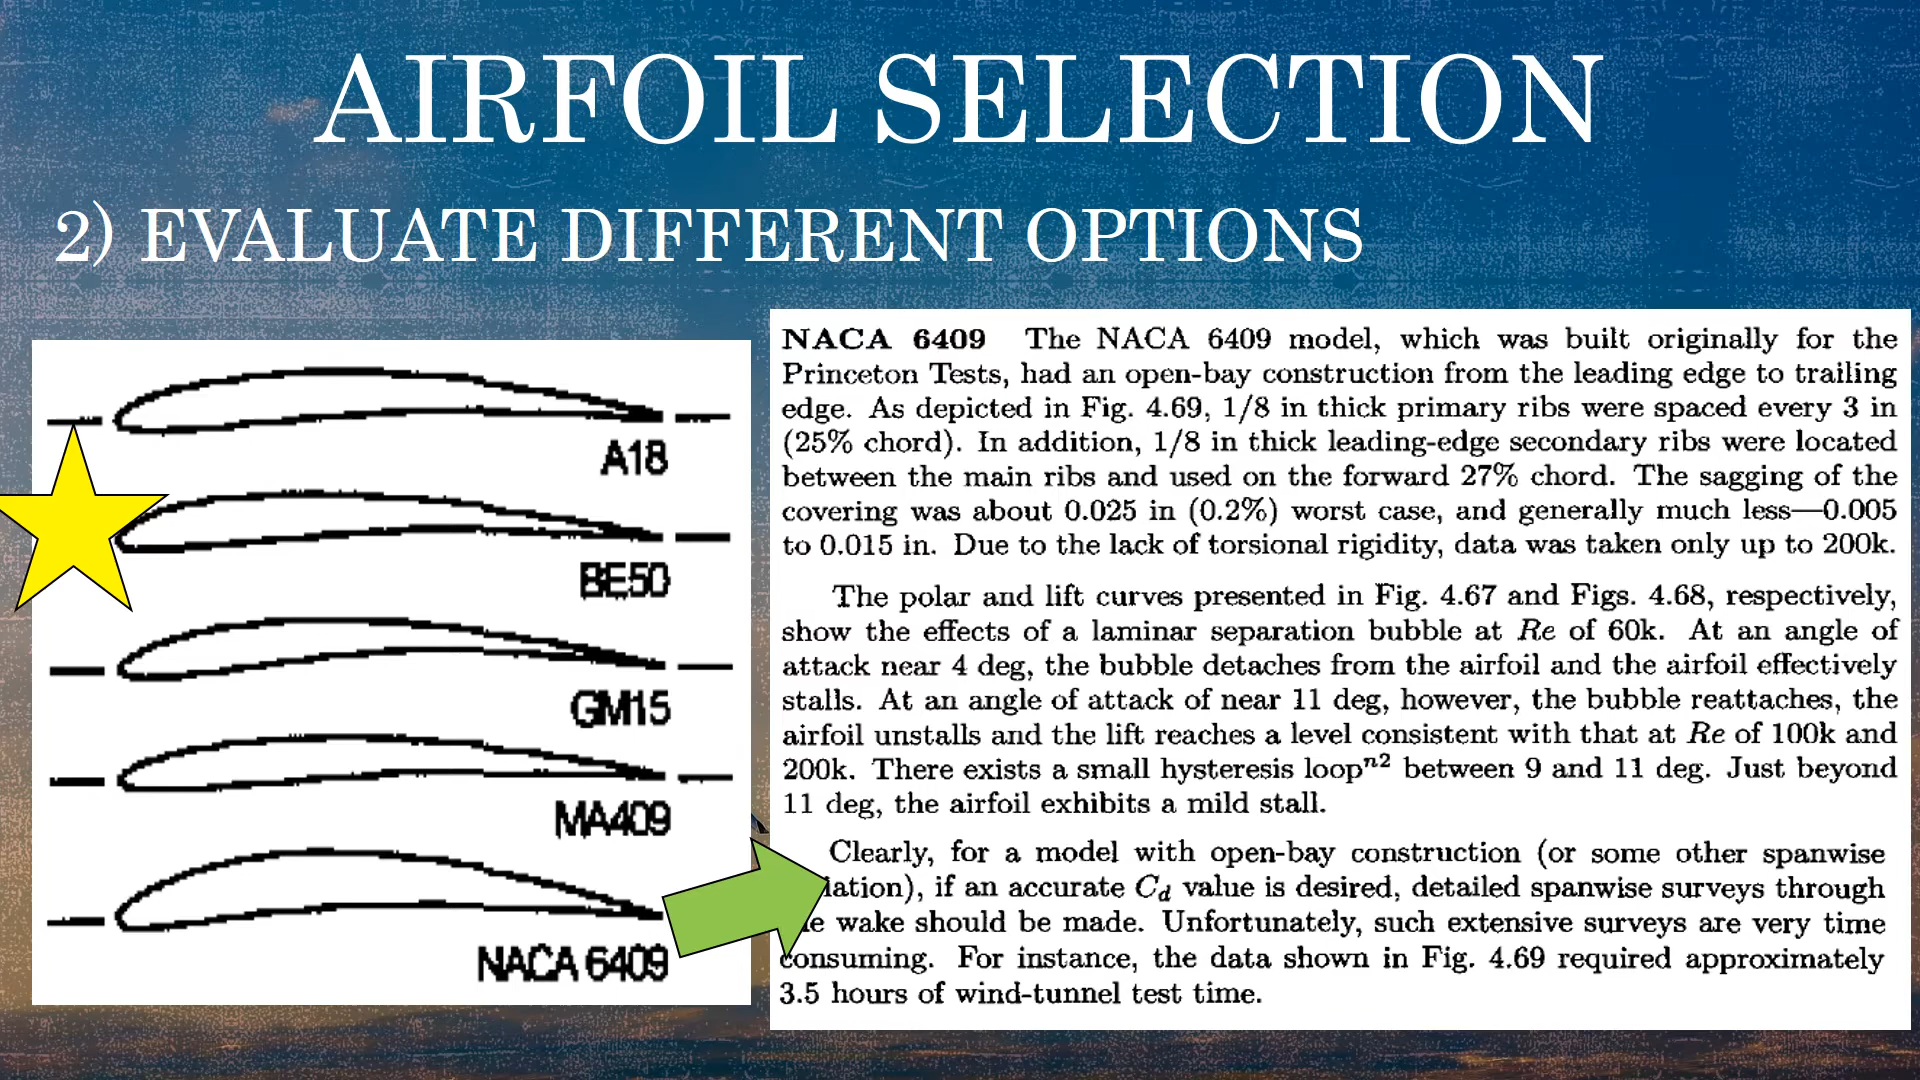 AIRFOIL SELECTION
2) EVALUATE DIFFERENT OPTIONS
A18
BE50
GM15
MA409
NACA 6409
NACA 6409 The NACA 6409 model, which was built originally for the
Princeton Tests, had an open-bay construction from the leading edge to trailing
edge. As depicted in Fig. 4.69, 1/8 in thick primary ribs were spaced every 3 in
(25% chord). In addition, 1/8 in thick leading-edge secondary ribs were located
between the main ribs and used on the forward 27% chord. The sagging of the
covering was about 0.025 in (0.2%) worst case, and generally much less—0.005
to 0.015 in. Due to the lack of torsional rigidity, data was taken only up to 200k.
The polar and lift curves presented in Fig. 4.67 and Figs. 4.68, respectively,
show the effects of a laminar separation bubble at Re of 60k. At an angle of
attack near 4 deg, the bubble detaches from the airfoil and the airfoil effectively
stalls. At an angle of attack of near 11 deg, however, the bubble reattaches, the
airfoil unstalls and the lift reaches a level consistent with that at Re of 100k and
200k. There exists a small hysteresis loopⁿ² between 9 and 11 deg. Just beyond
11 deg, the airfoil exhibits a mild stall.
Clearly, for a model with open-bay construction (or some other spanwise
iation), if an accurate Cd value is desired, detailed spanwise surveys through
e wake should be made. Unfortunately, such extensive surveys are very time
consuming. For instance, the data shown in Fig. 4.69 required approximately
3.5 hours of wind-tunnel test time.